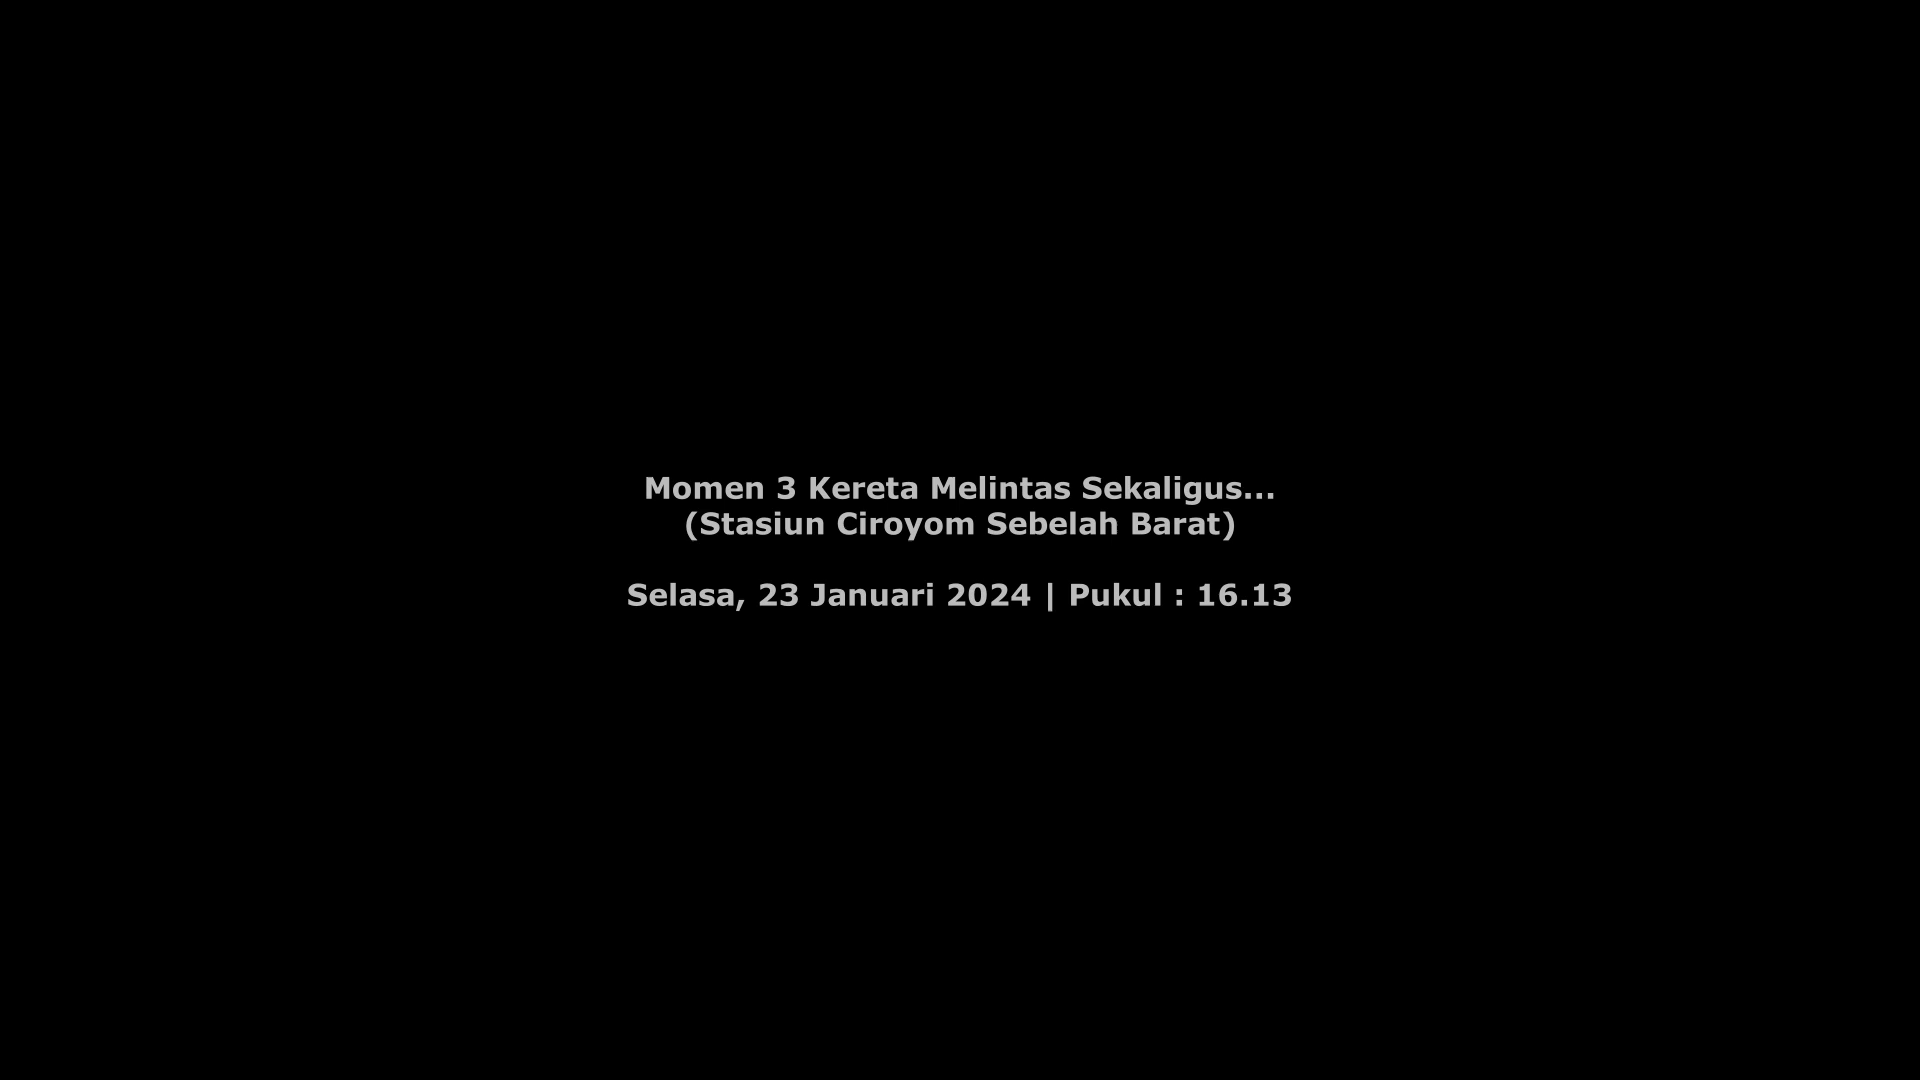 Momen 3 Kereta Melintas Sekaligus...
(Stasiun Ciroyom Sebelah Barat)
Selasa, 23 Januari 2024 | Pukul : 16.13